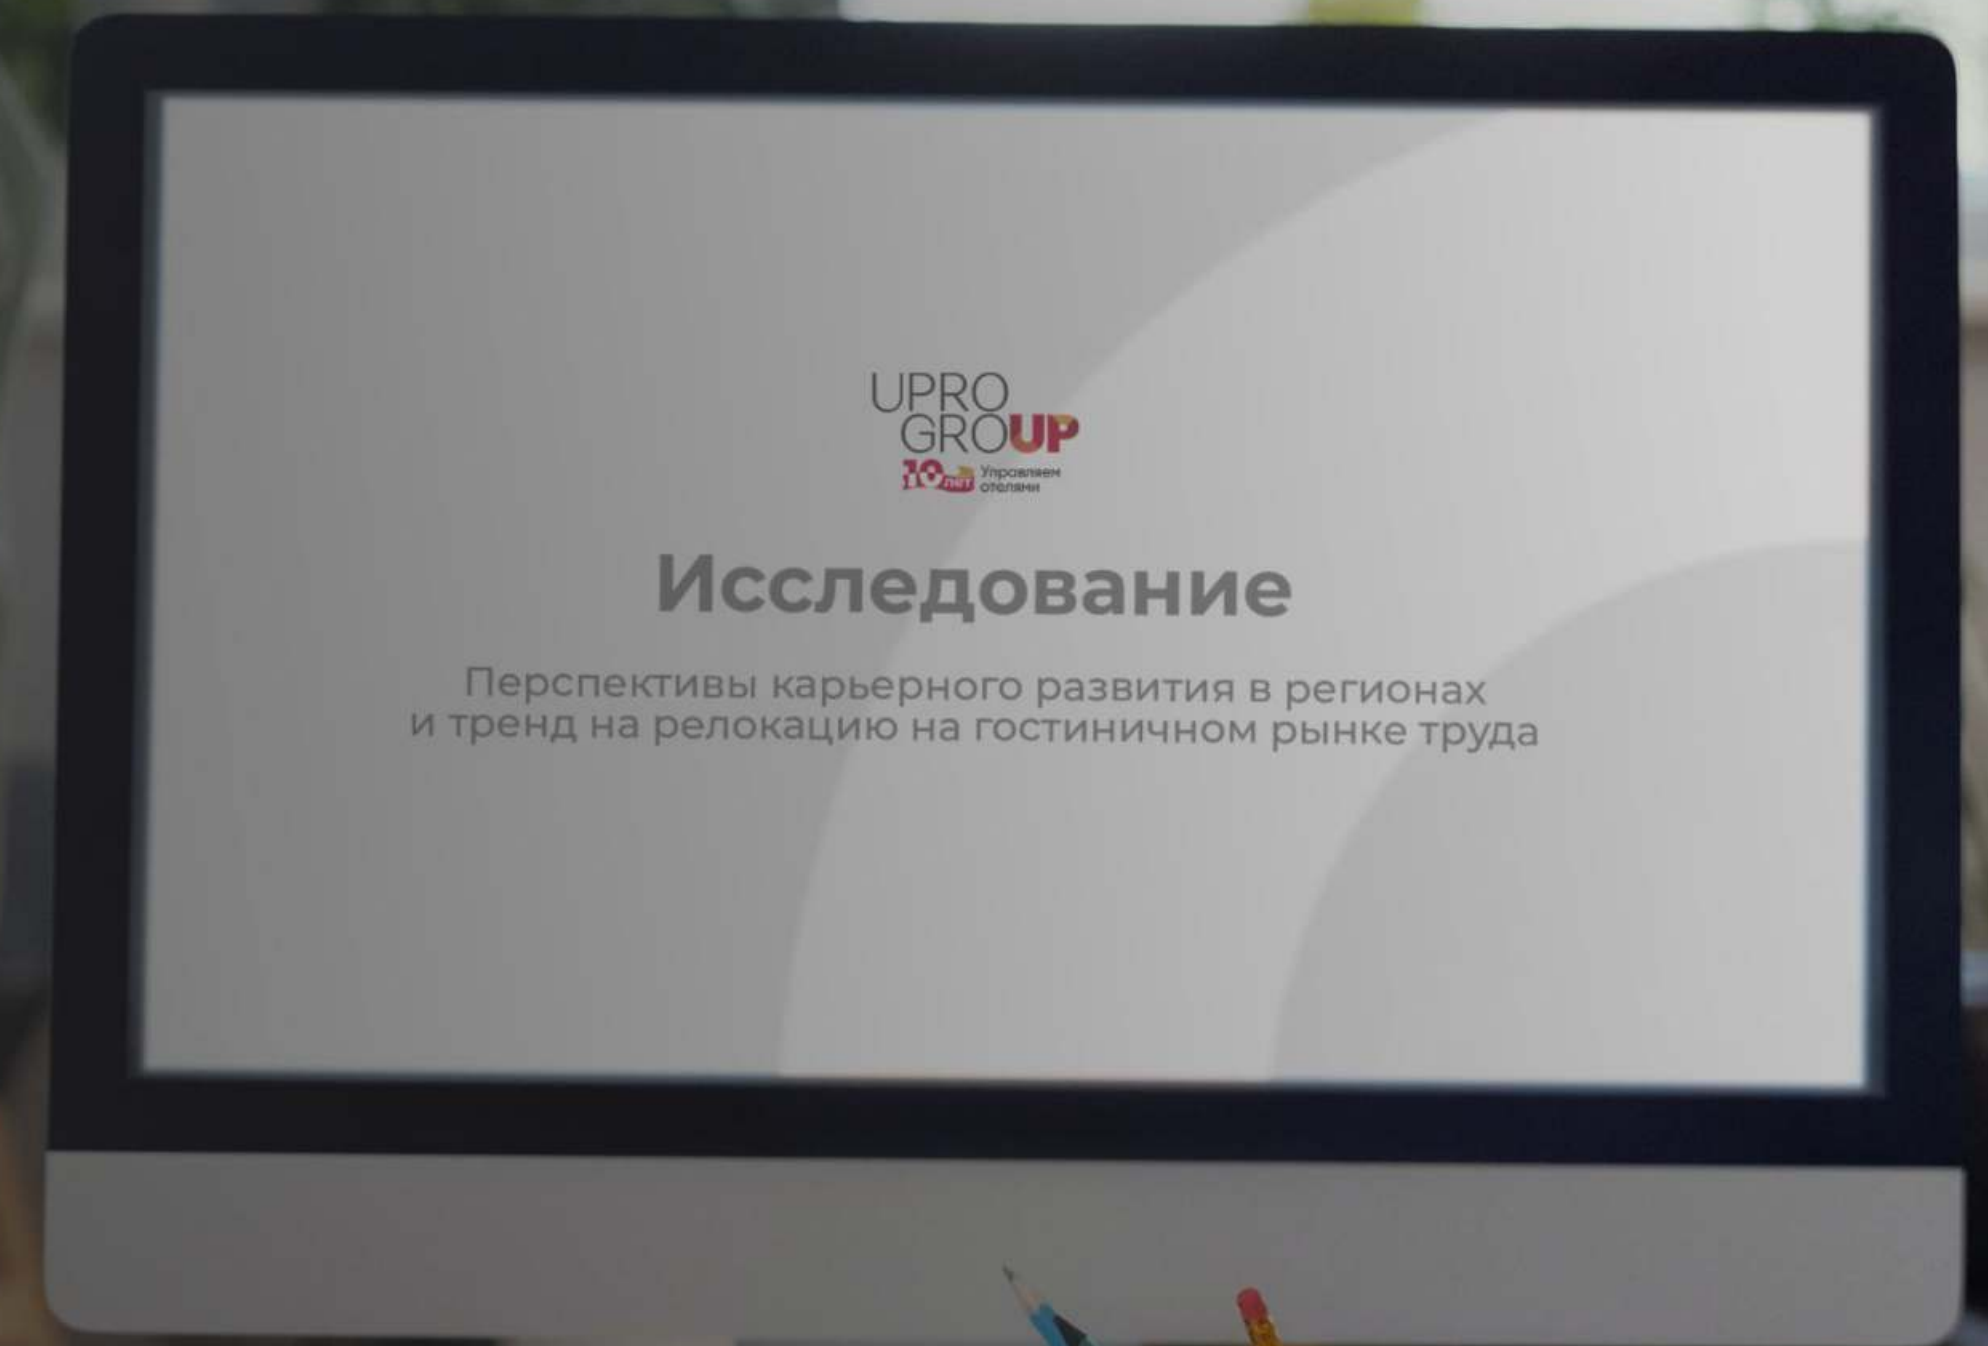 UPRO
GROUP
10 лет Управляем
отелями
Исследование
Перспективы карьерного развития в регионах
и тренд на релокацию на гостиничном рынке труда